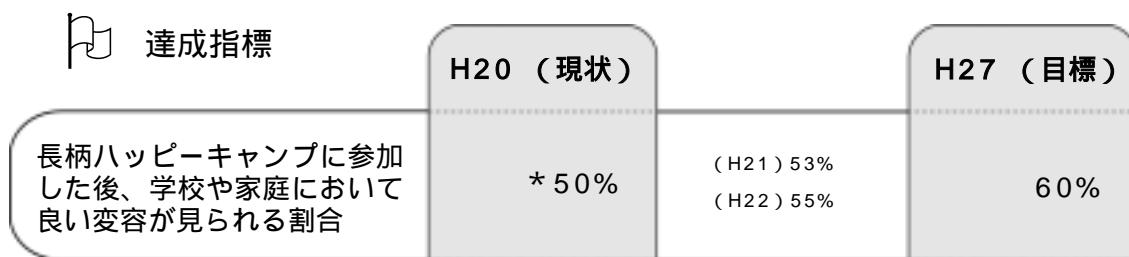 達成指標
H20 (現状)
H27 (目標)
長柄ハッピーキャンプに参加
した後、学校や家庭において
良い変容が見られる割合
*50%
(H21)53%
(H22)55%
60%